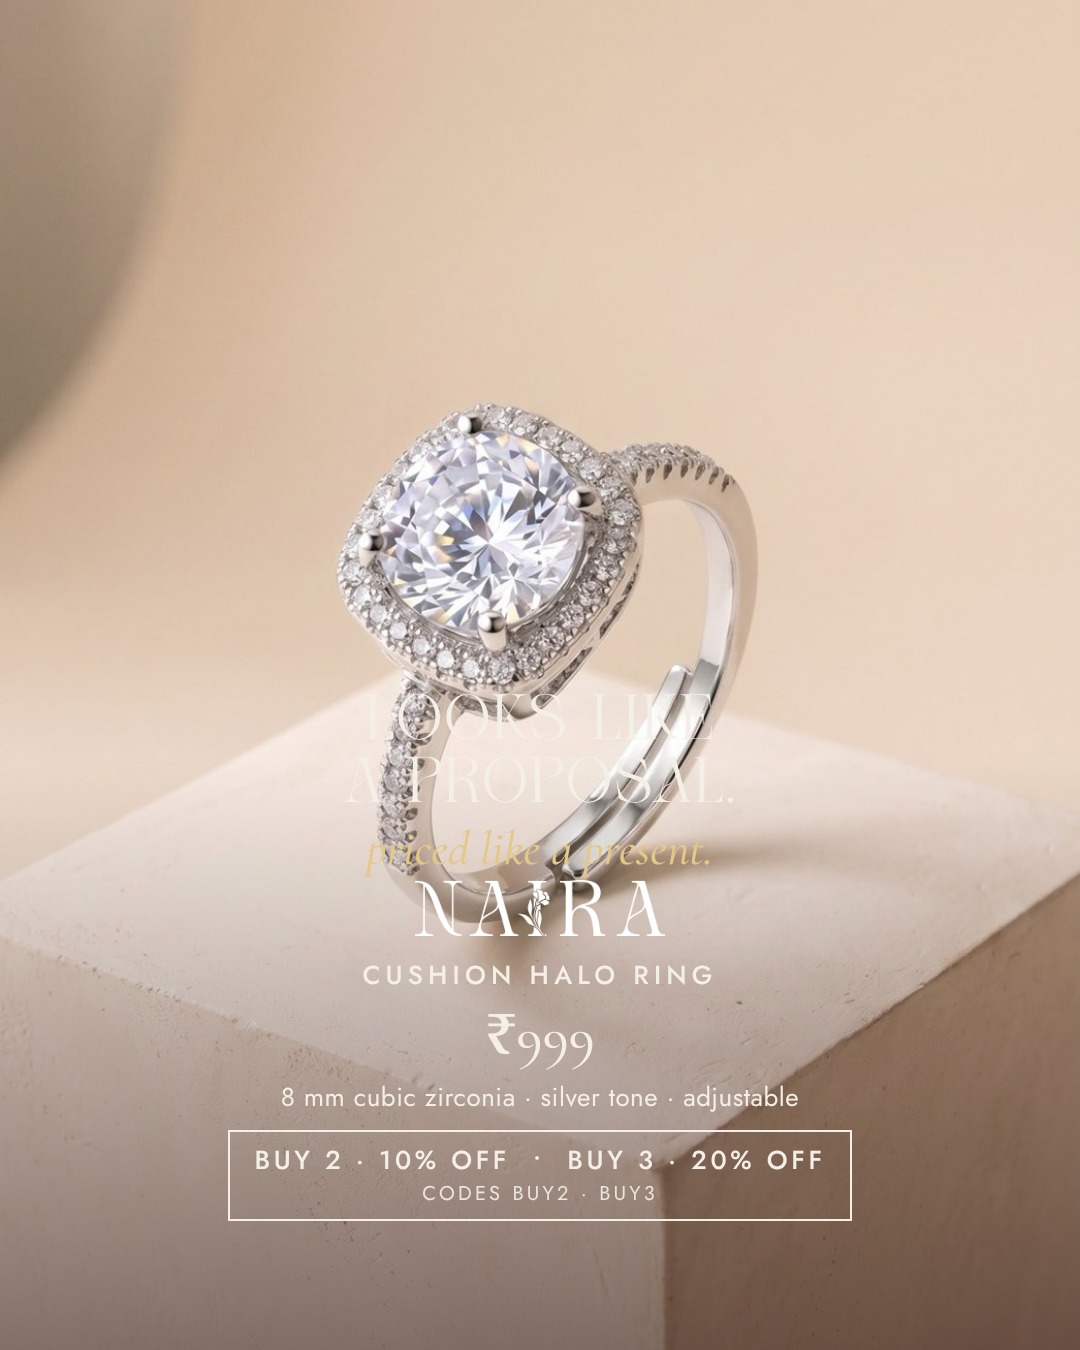 LOOKS LIKE
A PROPOSAL.
priced like a present.
NAIRA
CUSHION HALO RING
₹999
8 mm cubic zirconia · silver tone · adjustable
BUY 2 · 10% OFF · BUY 3 · 20% OFF
CODES BUY2 · BUY3